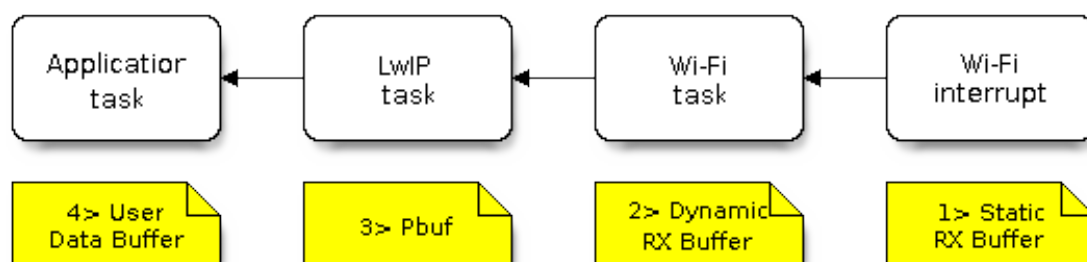 Application
task
LwIP
task
Wi-Fi
task
Wi-Fi
interrupt
4> User
Data Buffer
3> Pbuf
2> Dynamic
RX Buffer
1> Static
RX Buffer